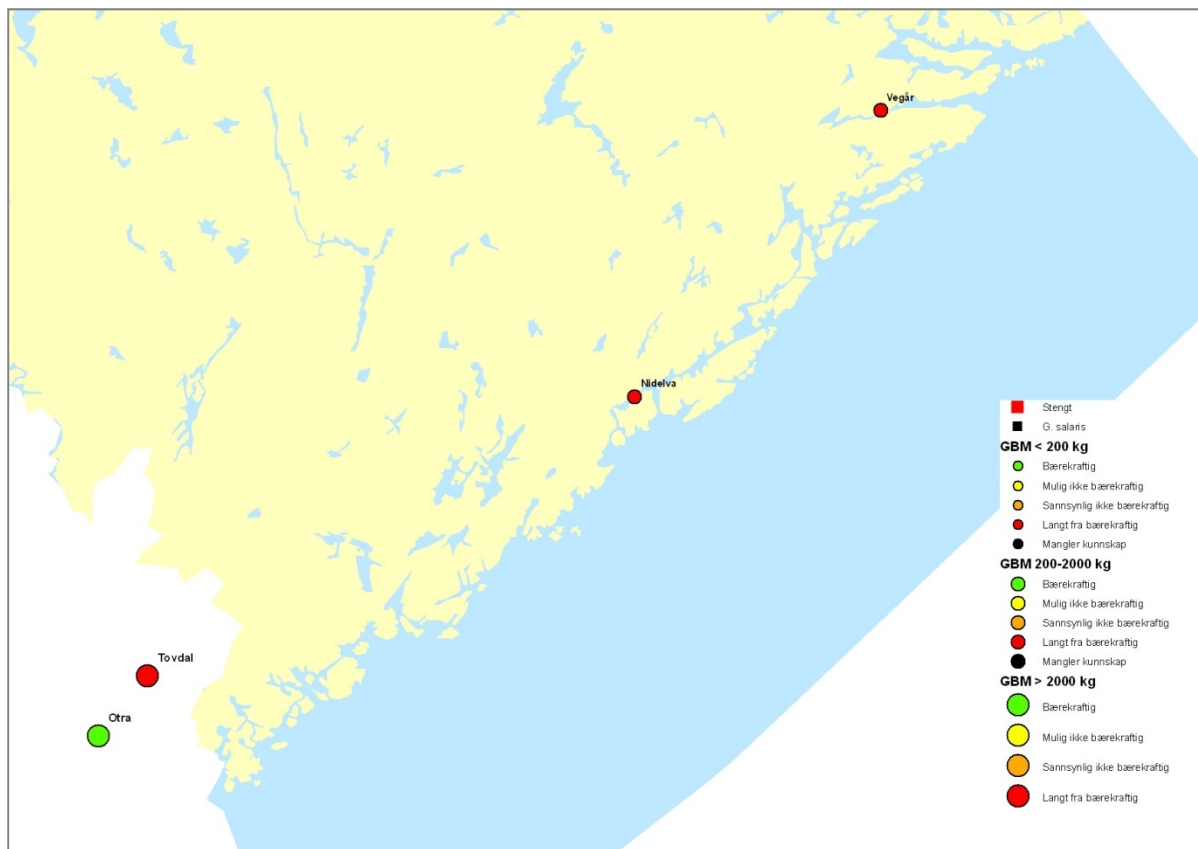 Vegår
Nidelva
Tovdal
Otra
Stengt
G. salaris
GBM < 200 kg
Bærekraftig
Mulig ikke bærekraftig
Sannsynlig ikke bærekraftig
Langt fra bærekraftig
Mangler kunnskap
GBM 200-2000 kg
Bærekraftig
Mulig ikke bærekraftig
Sannsynlig ikke bærekraftig
Langt fra bærekraftig
Mangler kunnskap
GBM > 2000 kg
Bærekraftig
Mulig ikke bærekraftig
Sannsynlig ikke bærekraftig
Langt fra bærekraftig